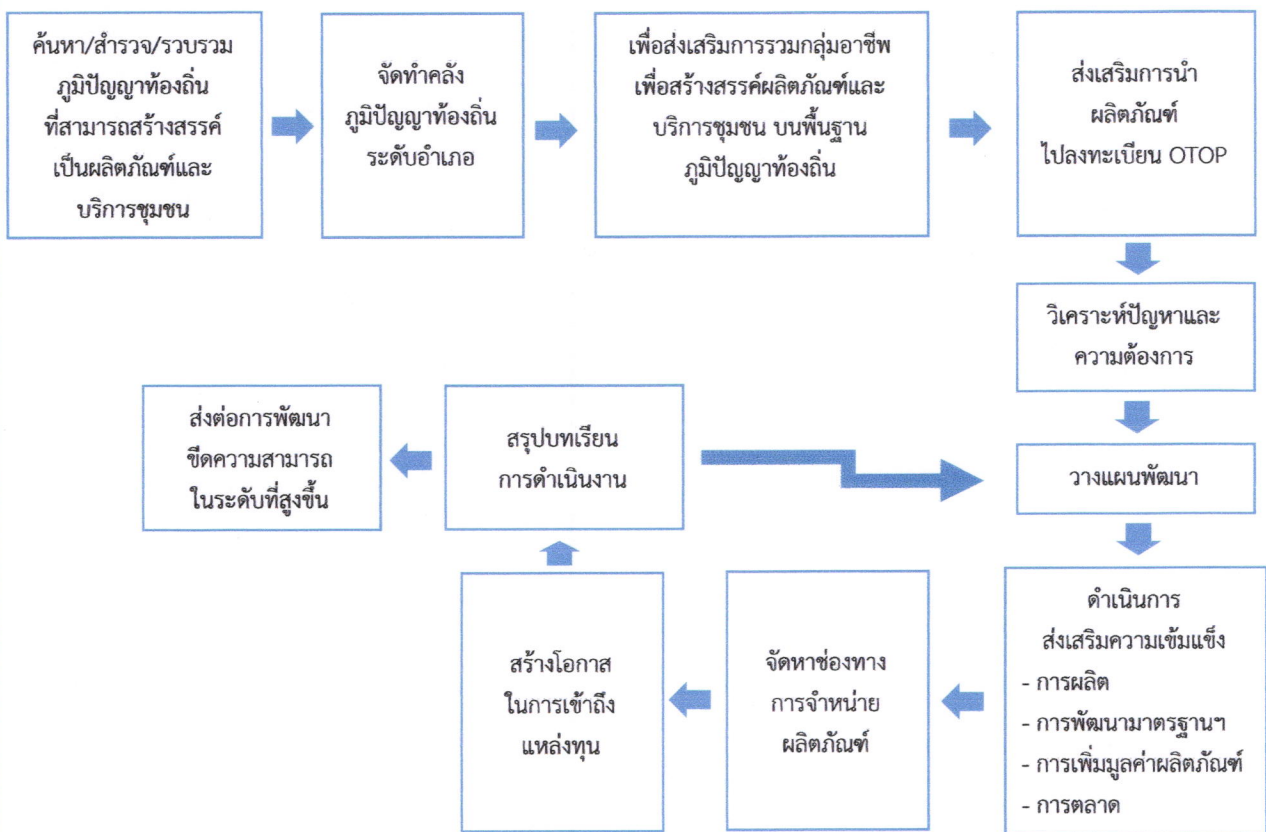 ค้นหา/สำรวจ/รวบรวม
ภูมิปัญญาท้องถิ่น
ที่สามารถสร้างสรรค์
เป็นผลิตภัณฑ์และ
บริการชุมชน
จัดทำคลัง
ภูมิปัญญาท้องถิ่น
ระดับอำเภอ
เพื่อส่งเสริมการรวมกลุ่มอาชีพ
เพื่อสร้างสรรค์ผลิตภัณฑ์และ
บริการชุมชน บนพื้นฐาน
ภูมิปัญญาท้องถิ่น
ส่งเสริมการนำ
ผลิตภัณฑ์
ไปลงทะเบียน OTOP
วิเคราะห์ปัญหาและ
ความต้องการ
วางแผนพัฒนา
ดำเนินการ
ส่งเสริมความเข้มแข็ง
- การผลิต
- การพัฒนามาตรฐานฯ
- การเพิ่มมูลค่าผลิตภัณฑ์
- การตลาด
จัดหาช่องทาง
การจำหน่าย
ผลิตภัณฑ์
สร้างโอกาส
ในการเข้าถึง
แหล่งทุน
สรุปบทเรียน
การดำเนินงาน
ส่งต่อการพัฒนา
ขีดความสามารถ
ในระดับที่สูงขึ้น